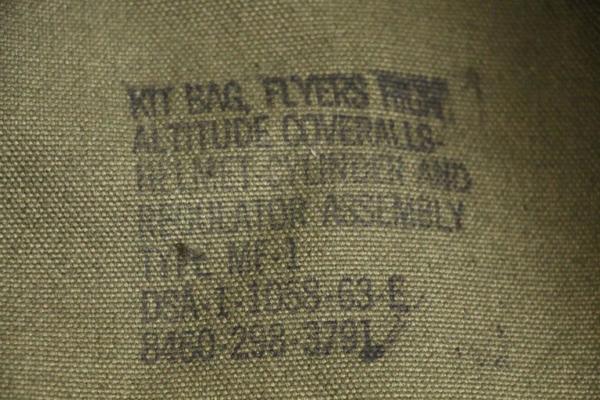 KIT BAG, FLYERS HIGH
ALTITUDE COVERALLS-
HELMET-CYLINDER AND
REGULATOR ASSEMBLY
TYPE MF-1
DSA-1-1058-63-E
8460-298-3791